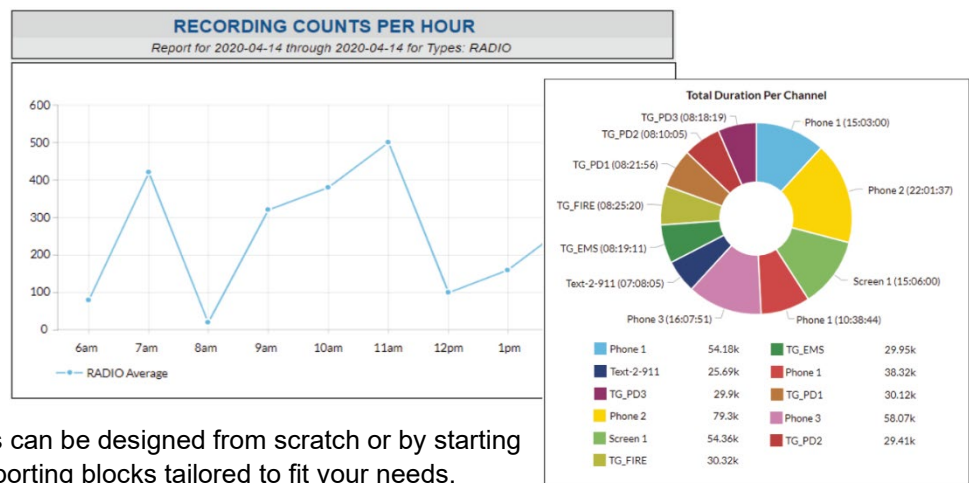 RECORDING COUNTS PER HOUR
Report for 2020-04-14 through 2020-04-14 for Types: RADIO
600
500
400
300
200
100
0
6am 7am 8am 9am 10am 11am 12pm 1pm
RADIO Average
Total Duration Per Channel
TG_PD3 (08:18:19)
Phone 1 (15:03:00)
TG_PD2 (08:10:05)
TG_PD1 (08:21:56)
Phone 2 (22:01:37)
TG_FIRE (08:25:20)
TG_EMS (08:19:11)
Screen 1 (15:06:00)
Text-2-911 (07:08:05)
Phone 3 (16:07:51)
Phone 1 (10:38:44)
Phone 1 54.18k TG_EMS 29.95k
Text-2-911 25.69k Phone 1 38.32k
TG_PD3 29.9k TG_PD1 30.12k
Phone 2 79.3k Phone 3 58.07k
Screen 1 54.36k TG_PD2 29.41k
TG_FIRE 30.32k
can be designed from scratch or by starting
blocks tailored to fit your needs.